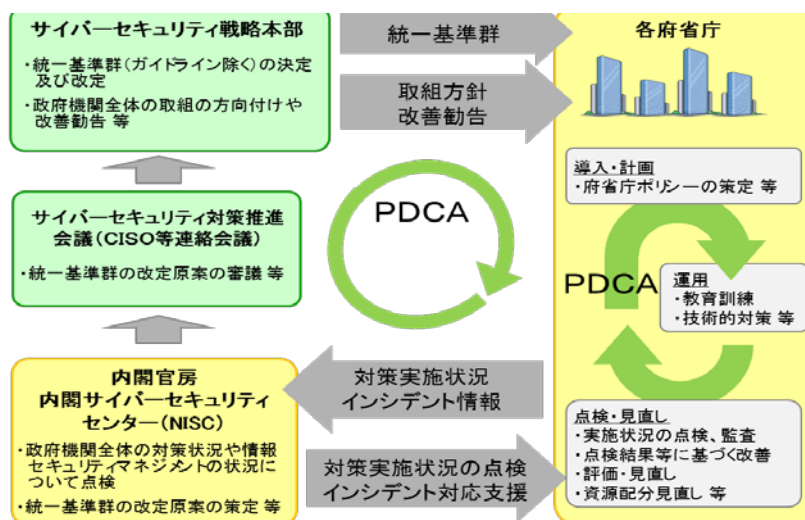 サイバーセキュリティ戦略本部
・統一基準群(ガイドライン除く)の決定
及び改定
・政府機関全体の取組の方向付けや
改善勧告 等
サイバーセキュリティ対策推進
会議(CISO等連絡会議)
・統一基準群の改定原案の審議 等
内閣官房
内閣サイバーセキュリティ
センター(NISC)
・政府機関全体の対策状況や情報
セキュリティマネジメントの状況に
ついて点検
・統一基準群の改定原案の策定 等
統一基準群
取組方針
改善勧告
PDCA
対策実施状況
インシデント情報
対策実施状況の点検
インシデント対応支援
各府省庁
導入・計画
・府省庁ポリシーの策定 等
PDCA
運用
・教育訓練
・技術的対策 等
点検・見直し
・実施状況の点検、監査
・点検結果等に基づく改善
・評価・見直し
・資源配分見直し 等